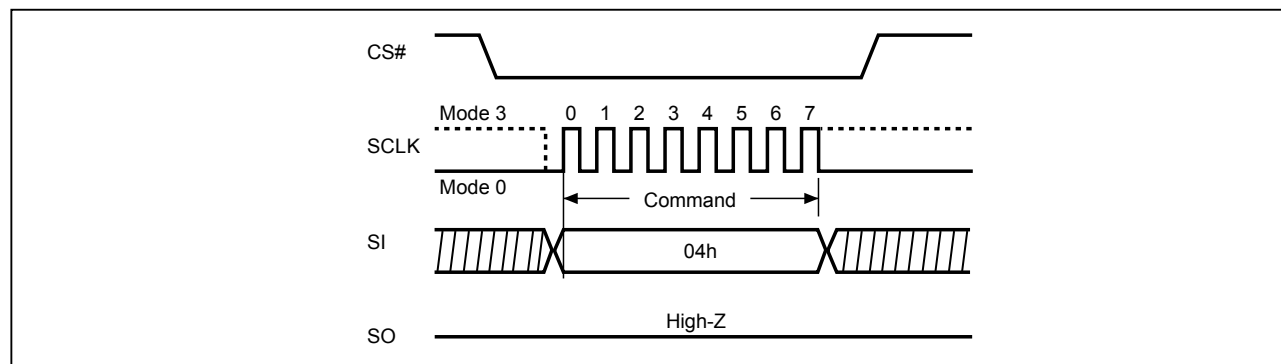 CS#
Mode 3 0 1 2 3 4 5 6 7
SCLK
Mode 0
Command
SI
04h
High-Z
SO